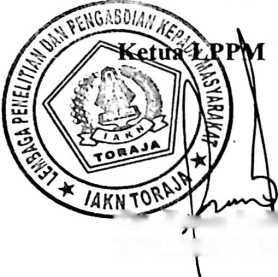 Ketua LPPM
LEMBAGA PENELITIAN DAN PENGABDIAN KEPADA MASYARAKAT
IAKN
TORAJA
★ IAKN TORAJA ★